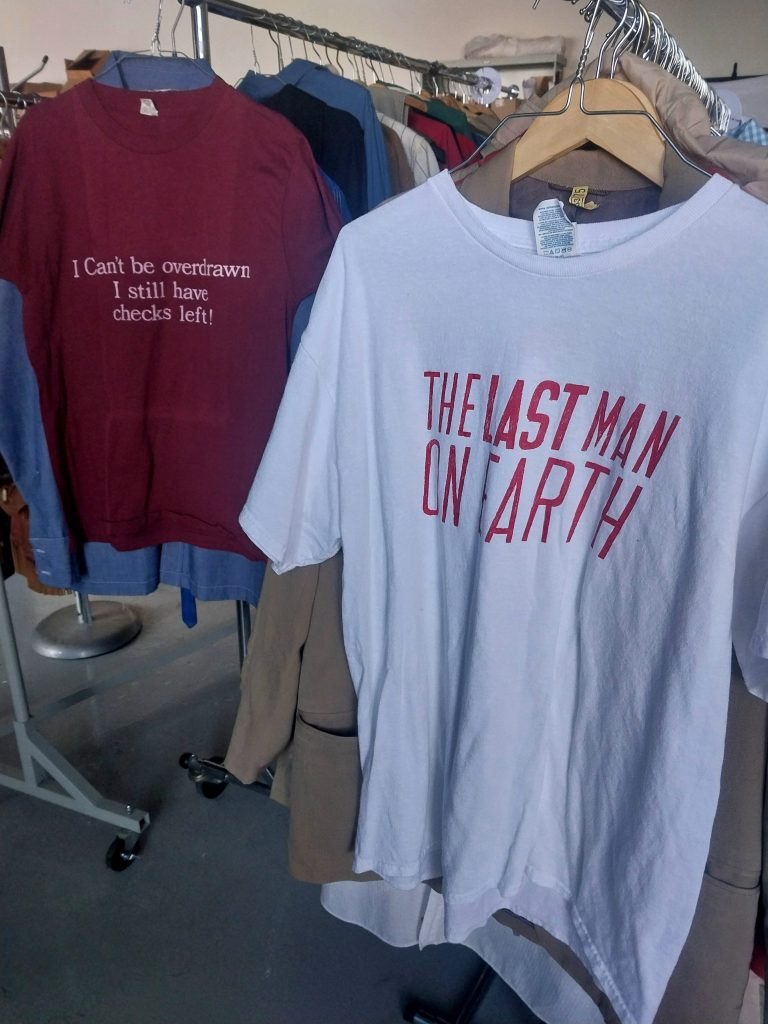 I Can't be overdrawn
I still have
checks left!
THE LAST MAN
ON EARTH